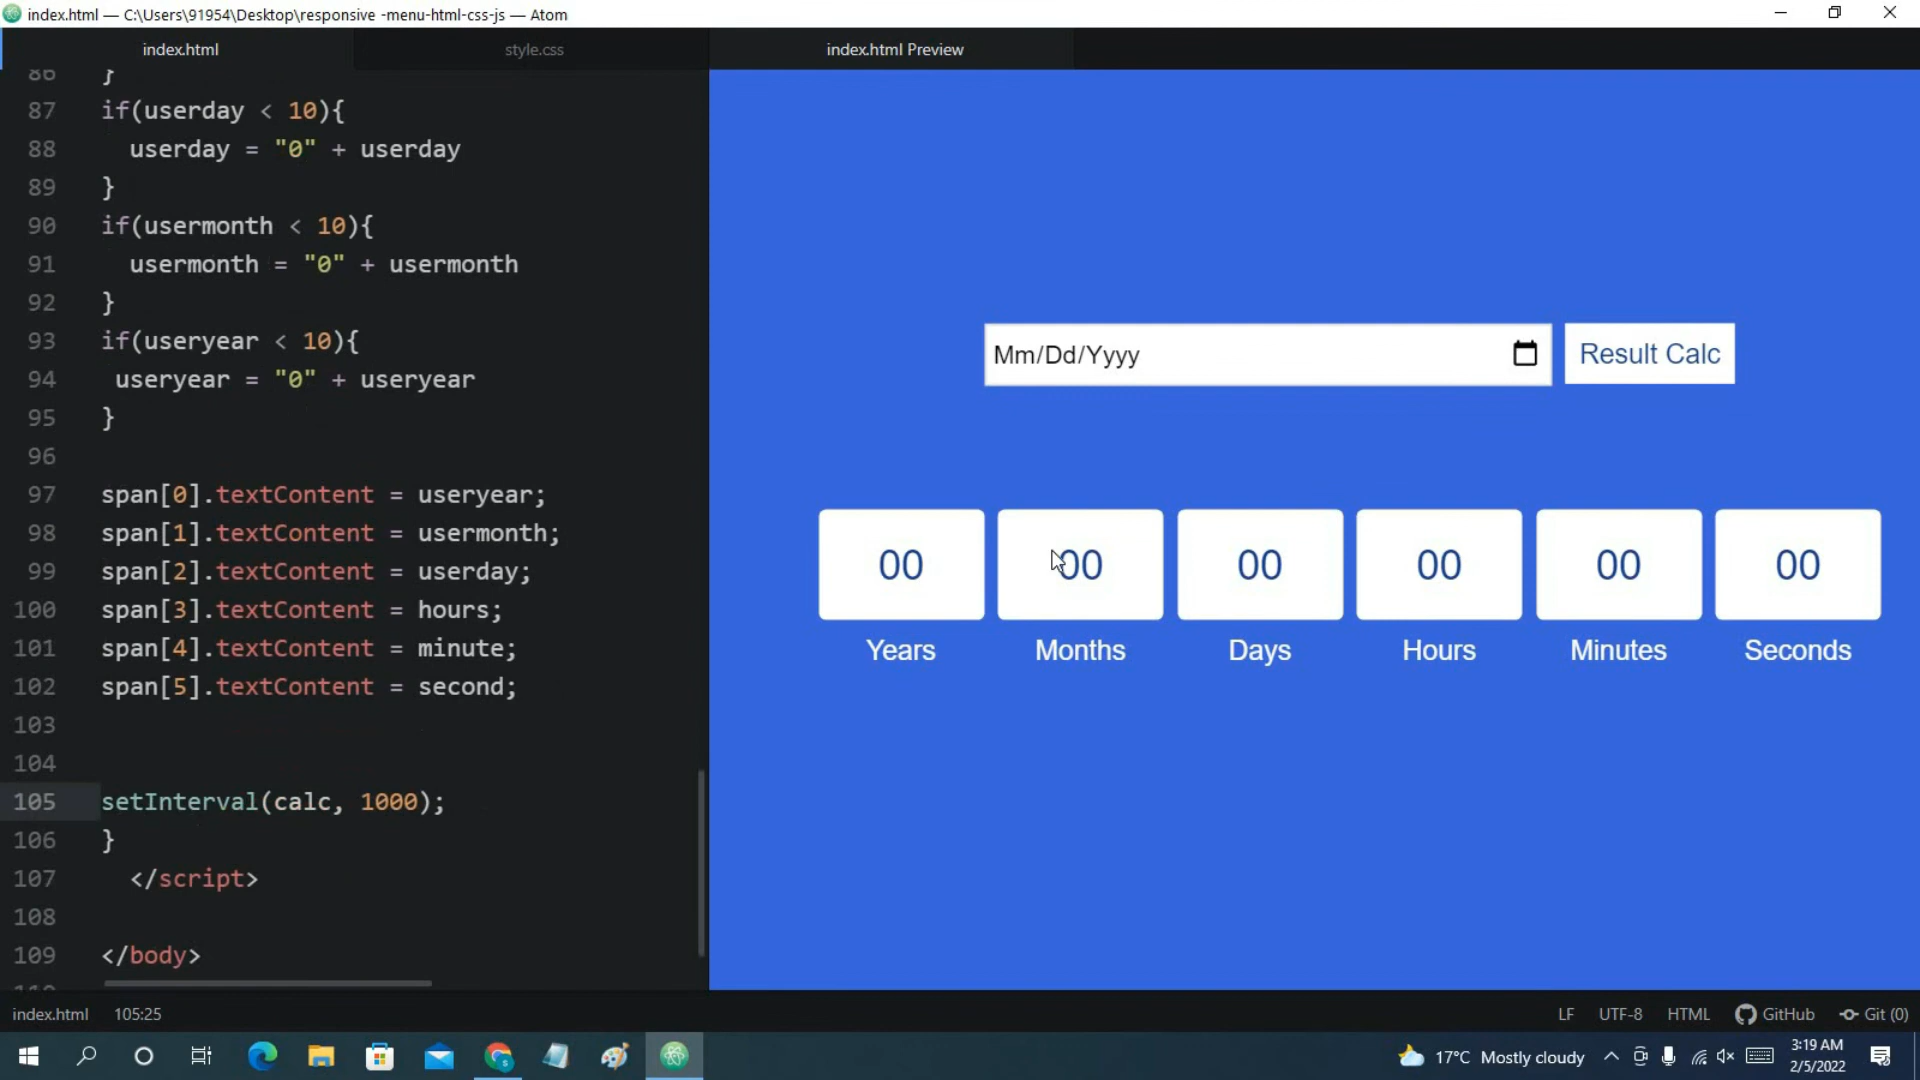 index.html — C:\Users\91954\Desktop\responsive -menu-html-css-js — Atom
index.html
style.css
index.html Preview
86 }
87 if(userday < 10){
88 userday = "0" + userday
89 }
90 if(usermonth < 10){
91 usermonth = "0" + usermonth
92 }
93 if(useryear < 10){
94 useryear = "0" + useryear
95 }
96
97 span[0].textContent = useryear;
98 span[1].textContent = usermonth;
99 span[2].textContent = userday;
100 span[3].textContent = hours;
101 span[4].textContent = minute;
102 span[5].textContent = second;
103
104
105 setInterval(calc, 1000);
106 }
107 </script>
108
109 </body>
110
Mm/Dd/Yyyy
Result Calc
00 00 00 00 00 00
Years Months Days Hours Minutes Seconds
index.html 105:25
LF UTF-8 HTML GitHub Git (0)
17°C Mostly cloudy
3:19 AM
2/5/2022